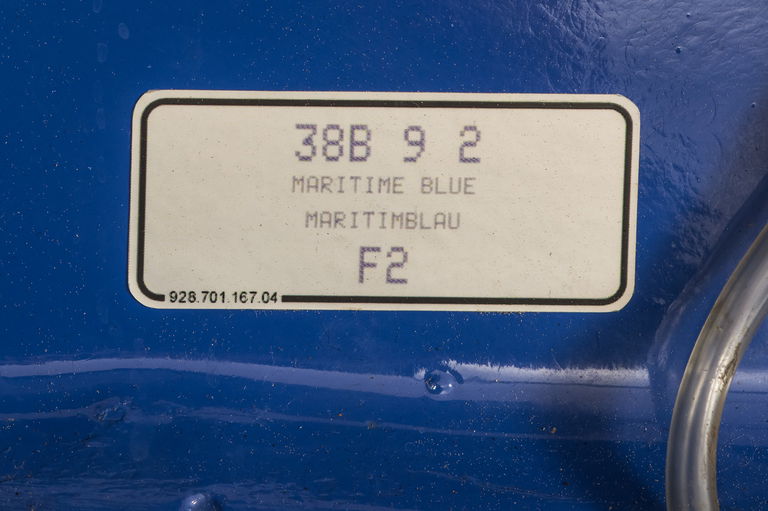 38B 9 2
MARITIME BLUE
MARITIMBLAU
F2
928.701.167.04